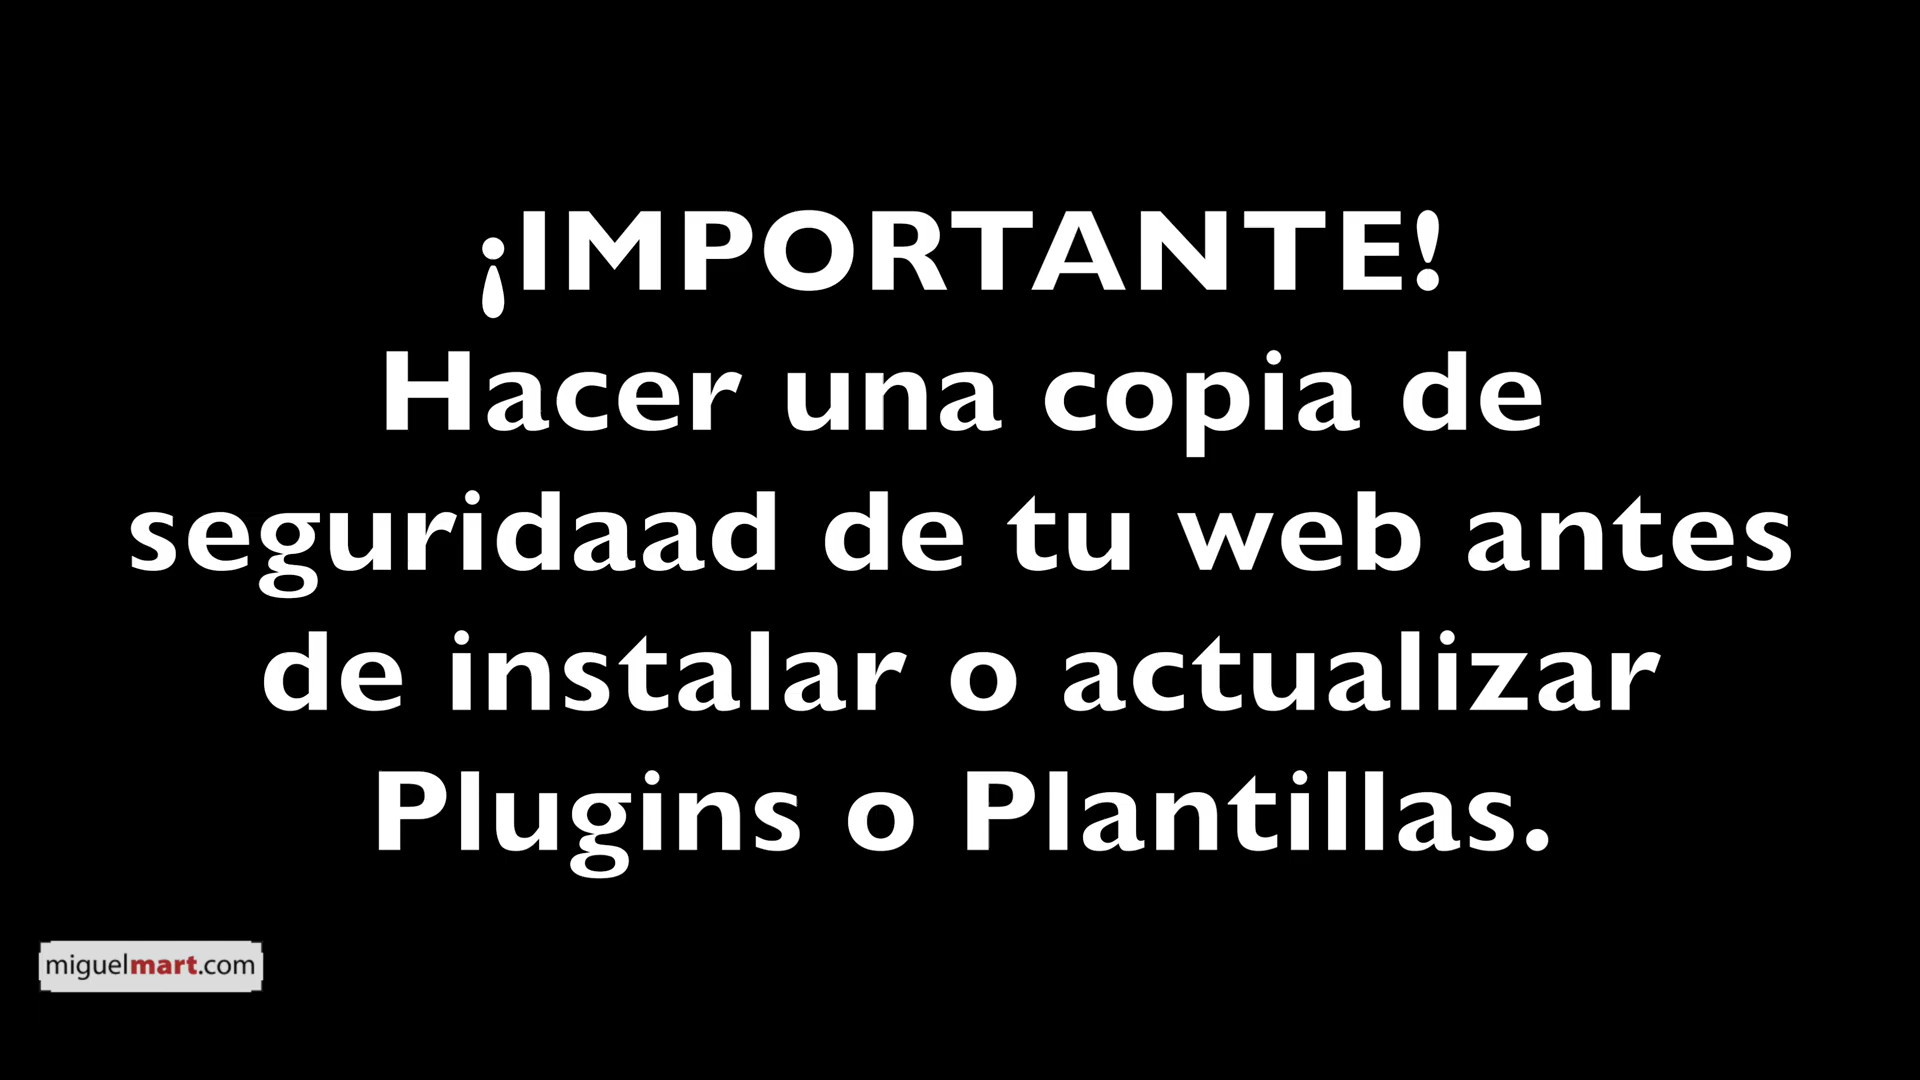 ¡IMPORTANTE!
Hacer una copia de
seguridaad de tu web antes
de instalar o actualizar
Plugins o Plantillas.
miguelmart.com